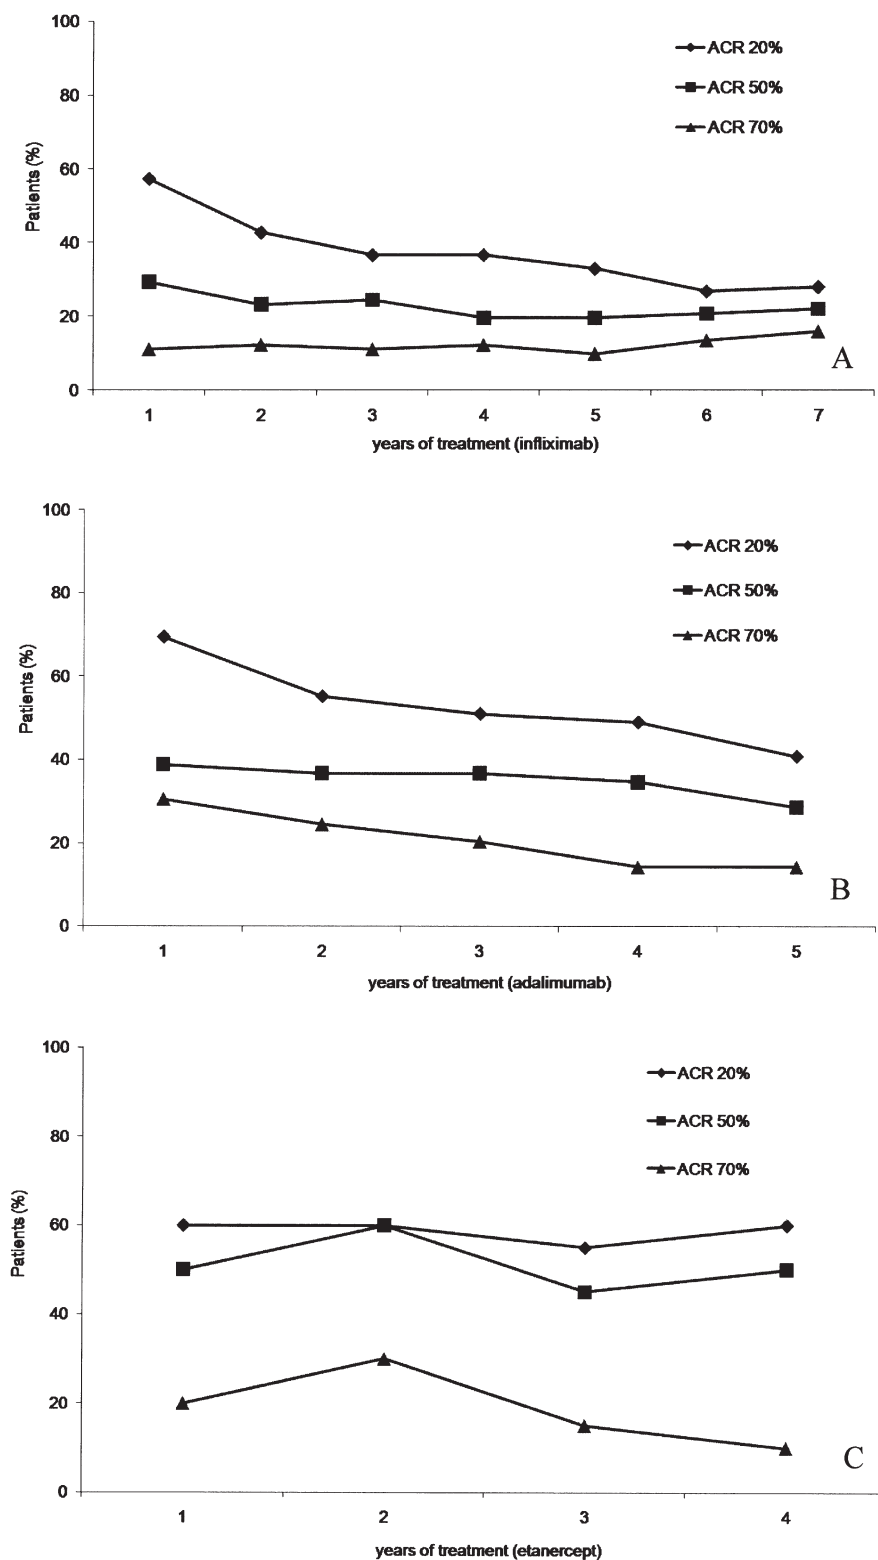 100
80
60
40
20
0
Patients (%)
ACR 20%
ACR 50%
ACR 70%
A
1 2 3 4 5 6 7
years of treatment (infliximab)
100
80
60
40
20
0
Patients (%)
ACR 20%
ACR 50%
ACR 70%
B
1 2 3 4 5
years of treatment (adalimumab)
100
80
60
40
20
0
Patients (%)
ACR 20%
ACR 50%
ACR 70%
C
1 2 3 4
years of treatment (etanercept)